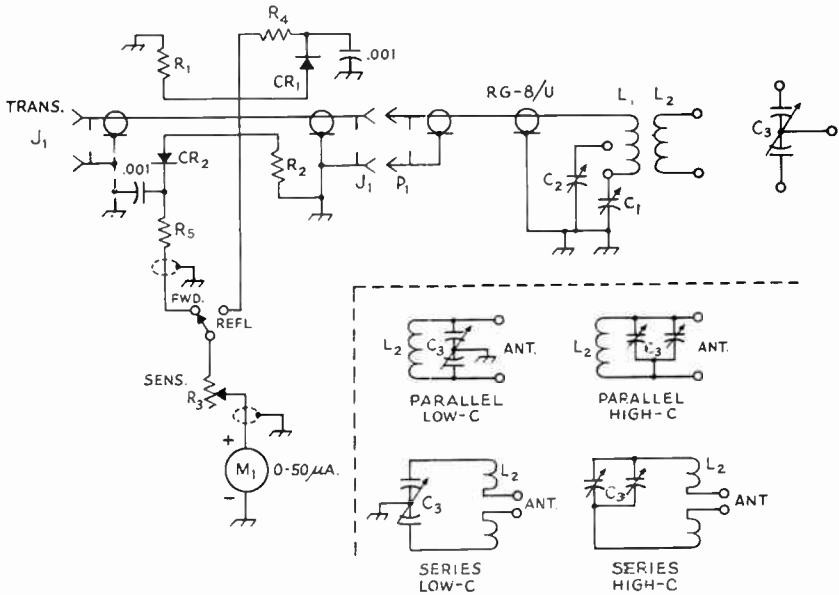 R4
R1
CR1
.001
TRANS.
J1
RG-8/U
L1
L2
C3
CR2
.001
R2
J1
P1
C2
C1
R5
FWD.
REFL
SENS.
R3
+
M1
0-50μA.
-
L2
C3
ANT.
PARALLEL
LOW-C
L2
C3
ANT.
PARALLEL
HIGH-C
C3
L2
ANT.
SERIES
LOW-C
C3
L2
ANT
SERIES
HIGH-C